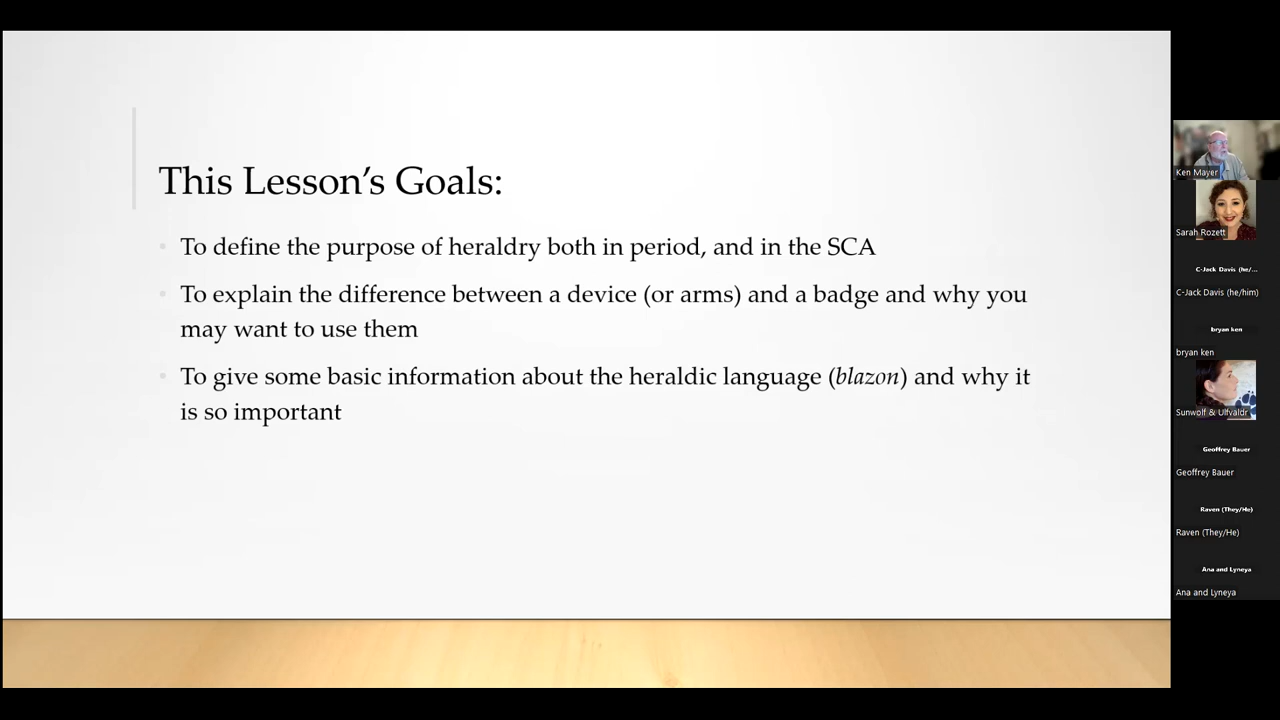 This Lesson's Goals:
To define the purpose of heraldry both in period, and in the SCA
To explain the difference between a device (or arms) and a badge and why you
may want to use them
To give some basic information about the heraldic language (blazon) and why it
is so important
Ken Mayer
Sarah Rozett
C-Jack Davis (he/...
C-Jack Davis (he/him)
bryan ken
bryan ken
Sunwolf & Ulfvaldr
Geoffrey Bauer
Geoffrey Bauer
Raven (They/He)
Raven (They/He)
Ana and Lyneya
Ana and Lyneya